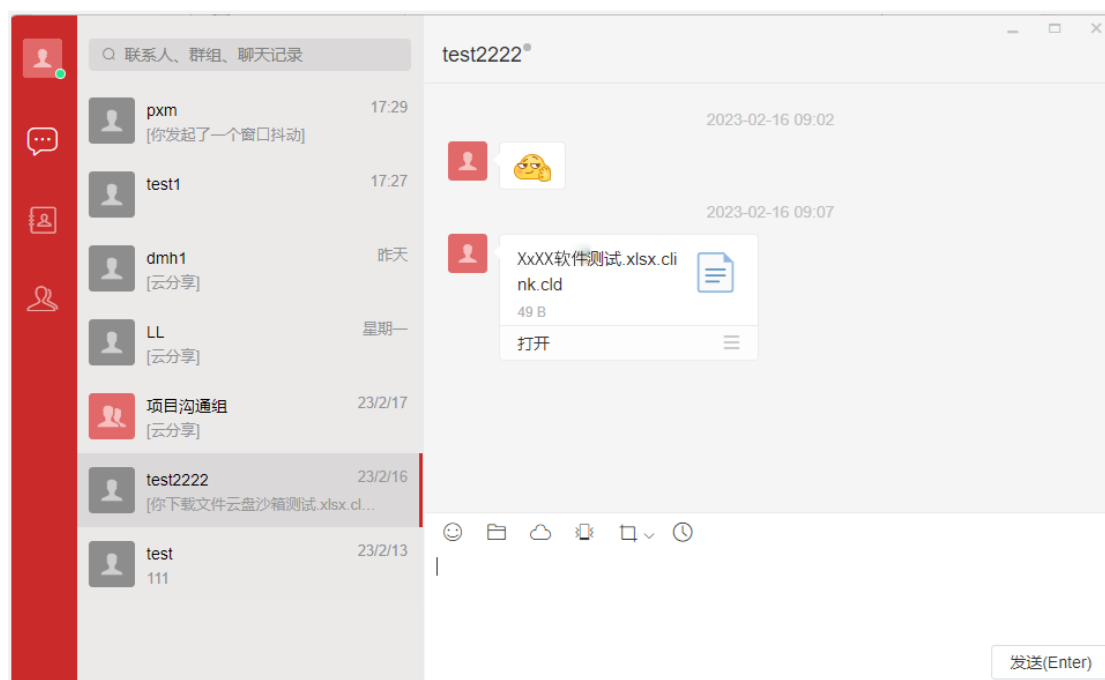 联系人、群组、聊天记录
pxm
17:29
[你发起了一个窗口抖动]
test1
17:27
dmh1
昨天
[云分享]
LL
星期一
[云分享]
项目沟通组
23/2/17
[云分享]
test2222
23/2/16
[你下载文件云盘沙箱测试.xlsx.cl...
test
23/2/13
111
test2222
2023-02-16 09:02
2023-02-16 09:07
XxXX软件测试.xlsx.cli
nk.cld
49 B
打开
发送(Enter)